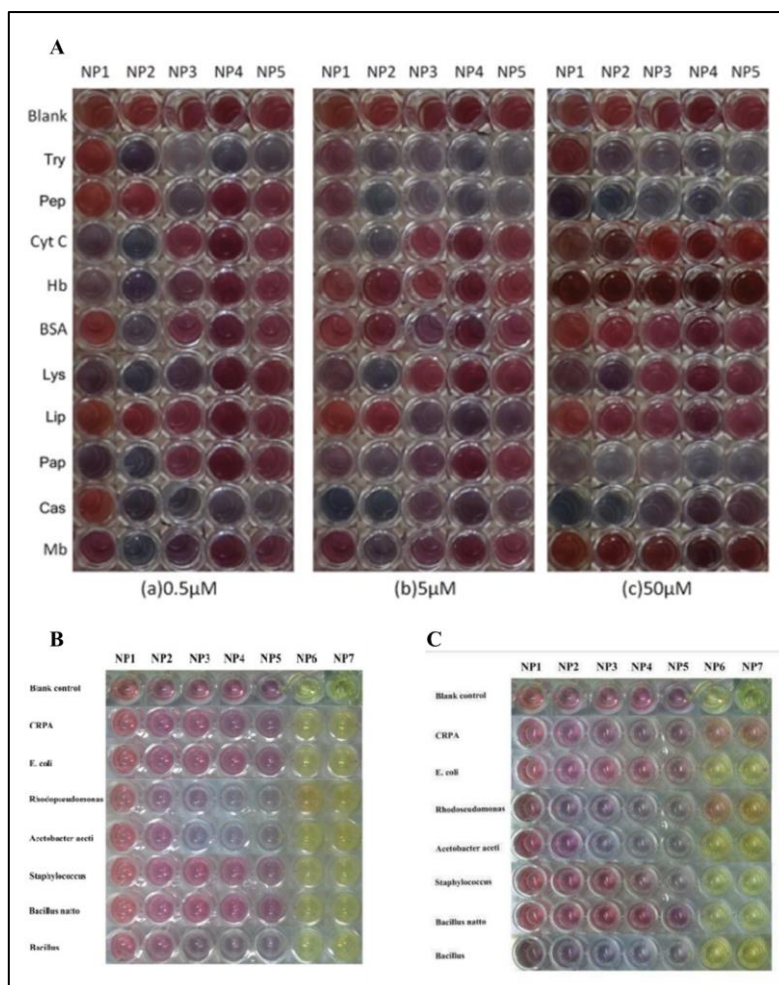 A
NP1 NP2 NP3 NP4 NP5 NP1 NP2 NP3 NP4 NP5 NP1 NP2 NP3 NP4 NP5
Blank
Try
Pep
Cyt C
Hb
BSA
Lys
Lip
Pap
Cas
Mb
(a)0.5μM (b)5μM (c)50μM
B
NP1 NP2 NP3 NP4 NP5 NP6 NP7
Blank control
CRPA
E. coli
Rhodopseudomonas
Acetobacter aceti
Staphylococcus
Bacillus natto
Bacillus
C
NP1 NP2 NP3 NP4 NP5 NP6 NP7
Blank control
CRPA
E. coli
Rhodoseudomonas
Acetobacter aceti
Staphylococcus
Bacillus natto
Bacillus